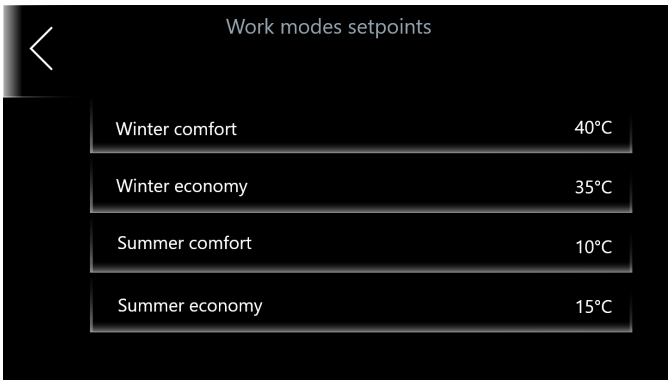 Work modes setpoints
Winter comfort 40°C
Winter economy 35°C
Summer comfort 10°C
Summer economy 15°C